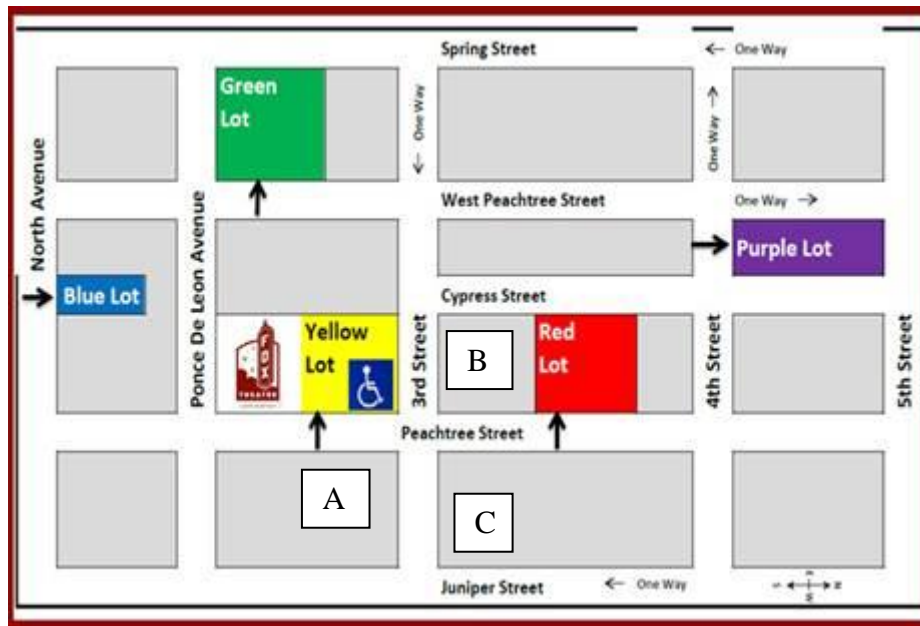 Spring Street
← One Way
Green
Lot
← One Way
One Way →
North Avenue
Ponce De Leon Avenue
West Peachtree Street
One Way →
Purple Lot
Blue Lot
Cypress Street
FOX
THEATRE
Yellow
Lot
3rd Street
B
Red
Lot
4th Street
5th Street
Peachtree Street
A
C
Juniper Street
← One Way